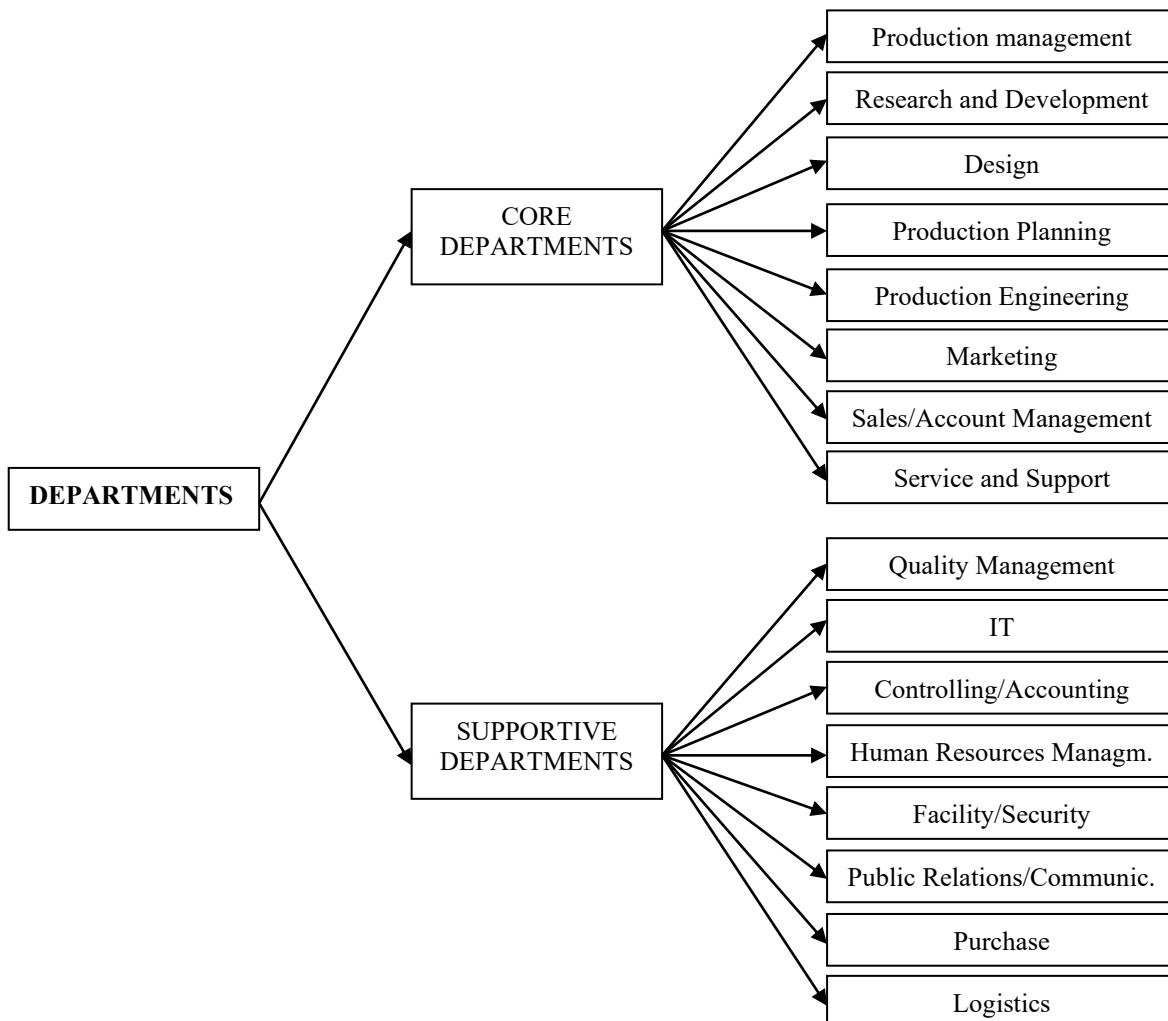 Production management
Research and Development
Design
CORE
DEPARTMENTS
Production Planning
Production Engineering
Marketing
Sales/Account Management
Service and Support
DEPARTMENTS
Quality Management
IT
Controlling/Accounting
SUPPORTIVE
DEPARTMENTS
Human Resources Managm.
Facility/Security
Public Relations/Communic.
Purchase
Logistics